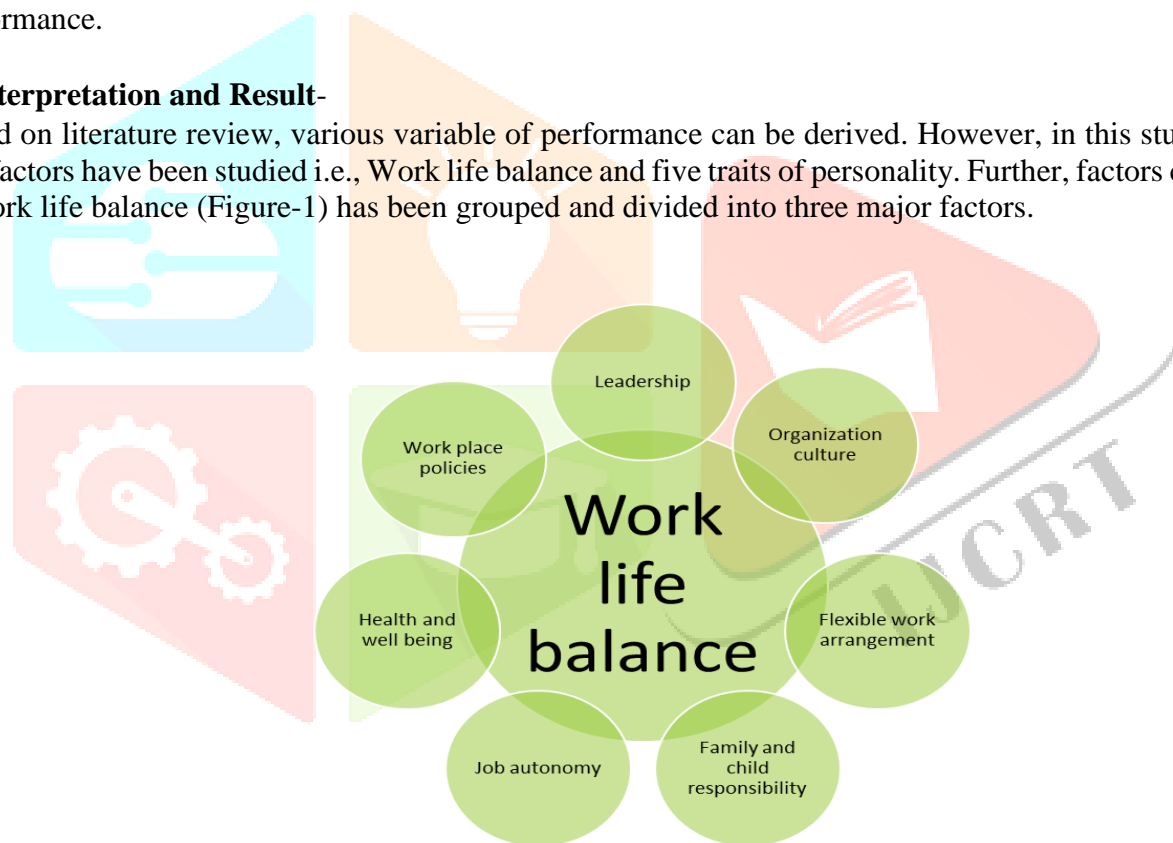 ormance.
terpretation and Result-
d on literature review, various variable of performance can be derived. However, in this stu
actors have been studied i.e., Work life balance and five traits of personality. Further, factors
ork life balance (Figure-1) has been grouped and divided into three major factors.
Leadership
Work place
policies
Organization
culture
Work
life
balance
Health and
well being
Flexible work
arrangement
Job autonomy
Family and
child
responsibility
IJCRT